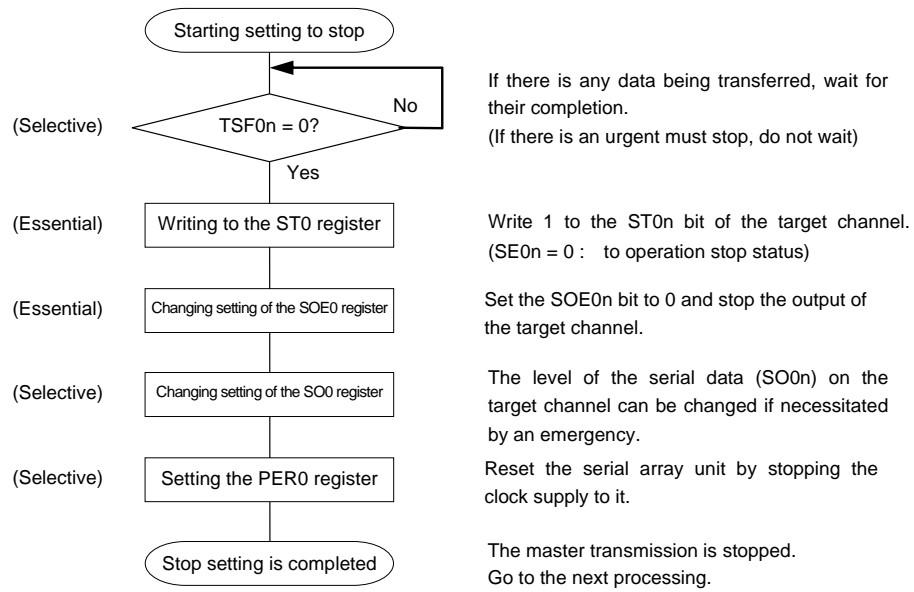 Starting setting to stop
No
If there is any data being transferred, wait for
their completion.
(If there is an urgent must stop, do not wait)
(Selective)
TSF0n = 0?
Yes
(Essential)
Writing to the ST0 register
Write 1 to the ST0n bit of the target channel.
(SE0n = 0 : to operation stop status)
(Essential)
Changing setting of the SOE0 register
Set the SOE0n bit to 0 and stop the output of
the target channel.
(Selective)
Changing setting of the SO0 register
The level of the serial data (SO0n) on the
target channel can be changed if necessitated
by an emergency.
(Selective)
Setting the PER0 register
Reset the serial array unit by stopping the
clock supply to it.
Stop setting is completed
The master transmission is stopped.
Go to the next processing.